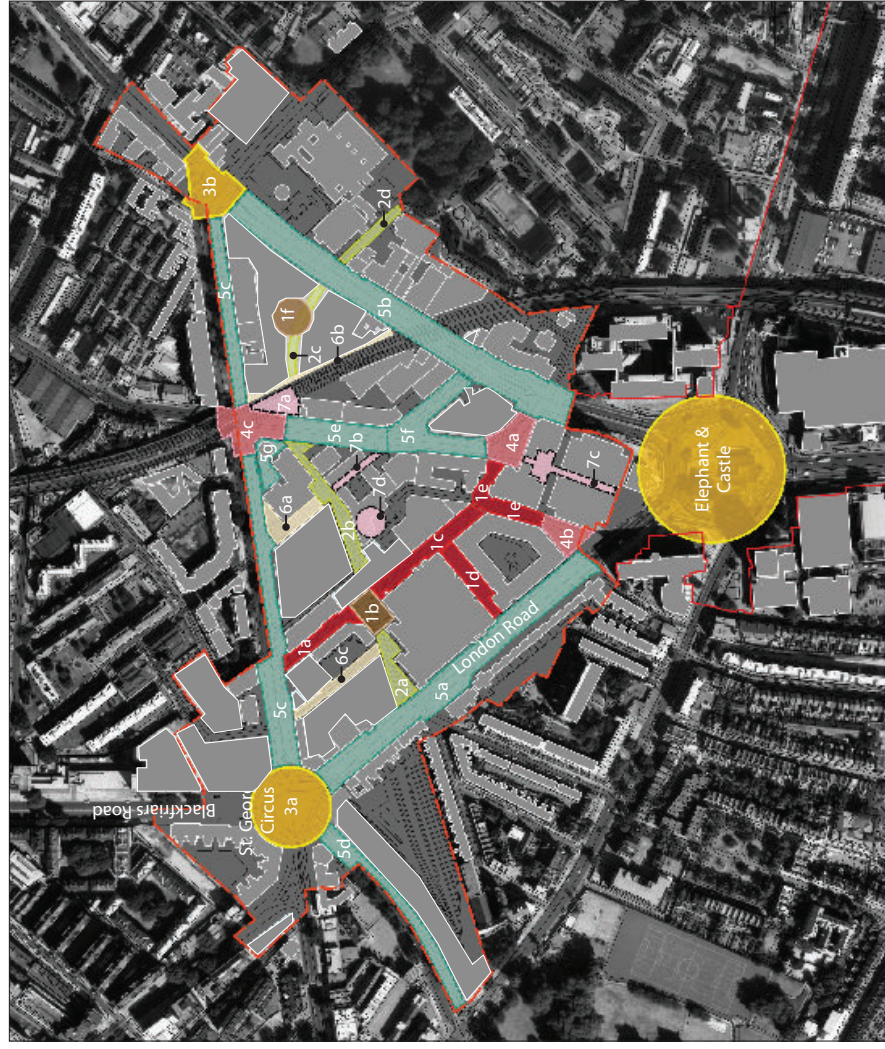 3b
2d
5c
1f
5b
2c
6b
7a
4c
5e
5f
5g
4a
7b
7c
7d
6a
2b
1e
1e
1c
4b
1d
1b
1a
6c
2a
5c
5a
London Road
Elephant &
Castle
Blackfriars Road
St. Geor
Circus
3a
5d